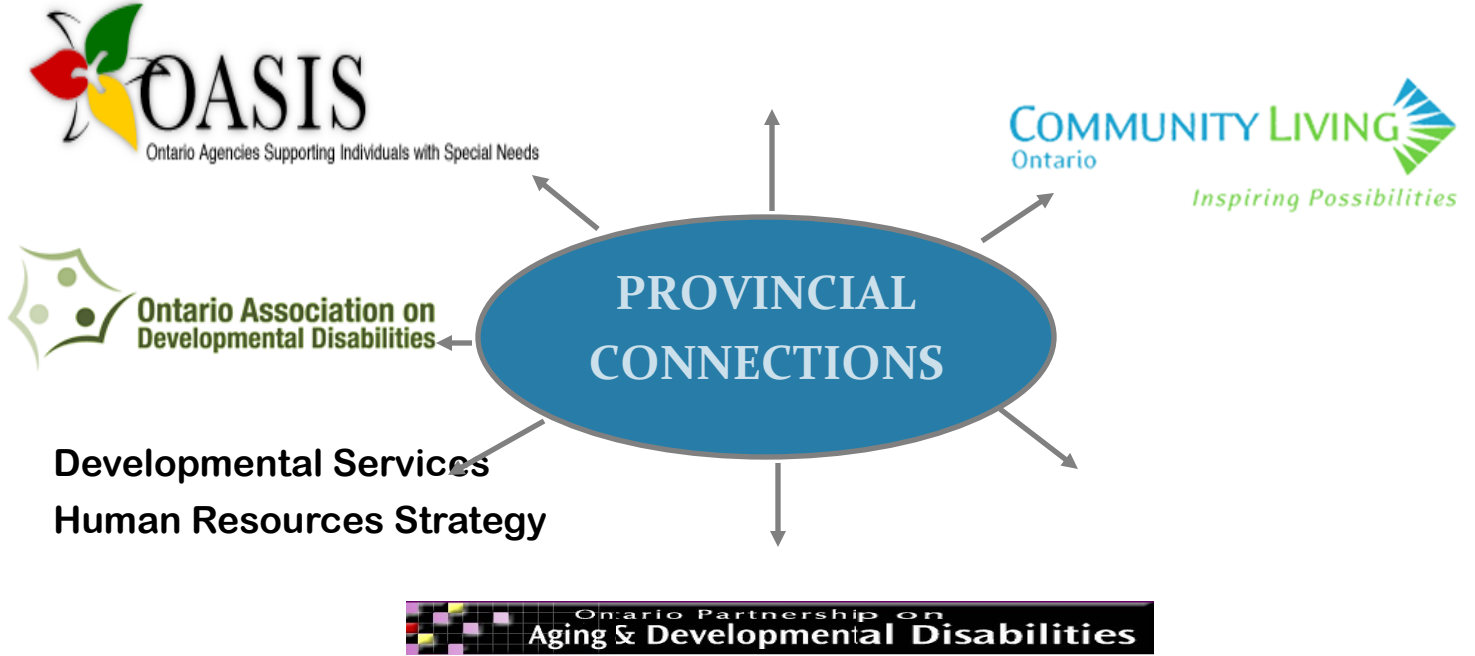 OASIS
Ontario Agencies Supporting Individuals with Special Needs
COMMUNITY LIVING
Ontario
Inspiring Possibilities
PROVINCIAL
CONNECTIONS
Ontario Association on
Developmental Disabilities
Developmental Services
Human Resources Strategy
Ontario Partnership on
Aging & Developmental Disabilities